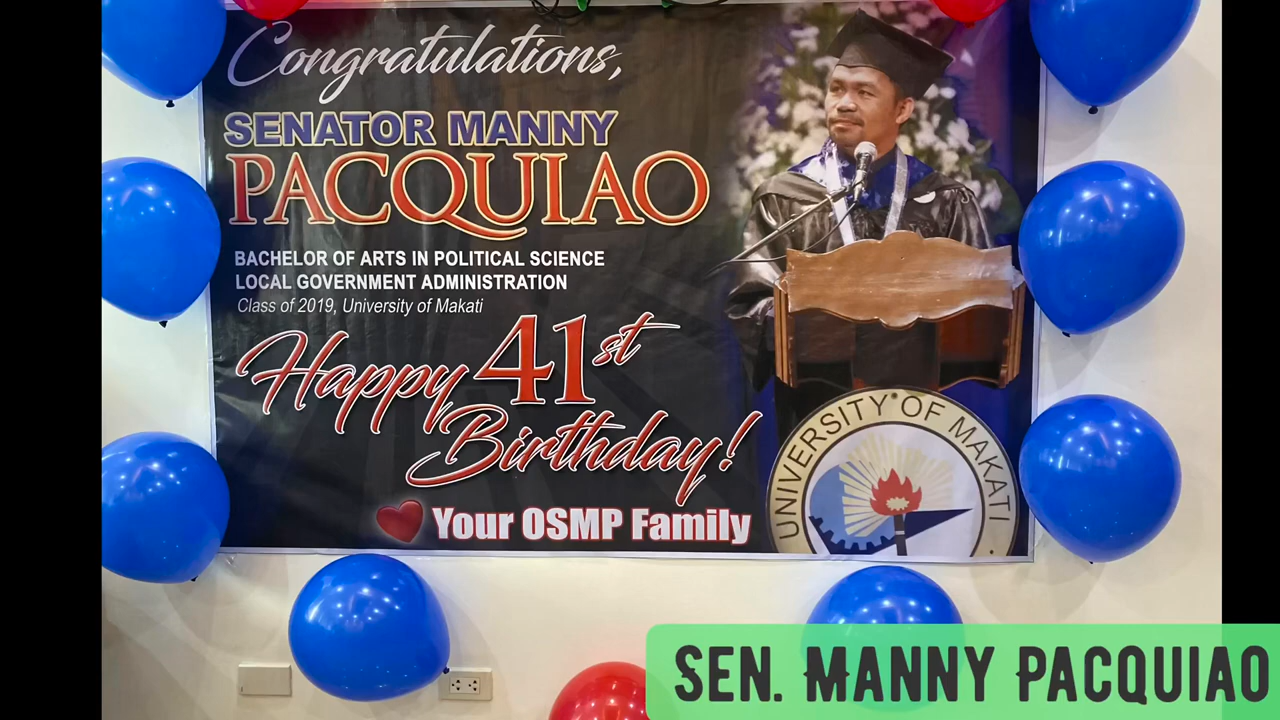 Congratulations,
SENATOR MANNY
PACQUIAO
BACHELOR OF ARTS IN POLITICAL SCIENCE
LOCAL GOVERNMENT ADMINISTRATION
Class of 2019, University of Makati
Happy 41st
Birthday!
Your OSMP Family
UNIVERSITY OF MAKATI
SEN. MANNY PACQUIAO